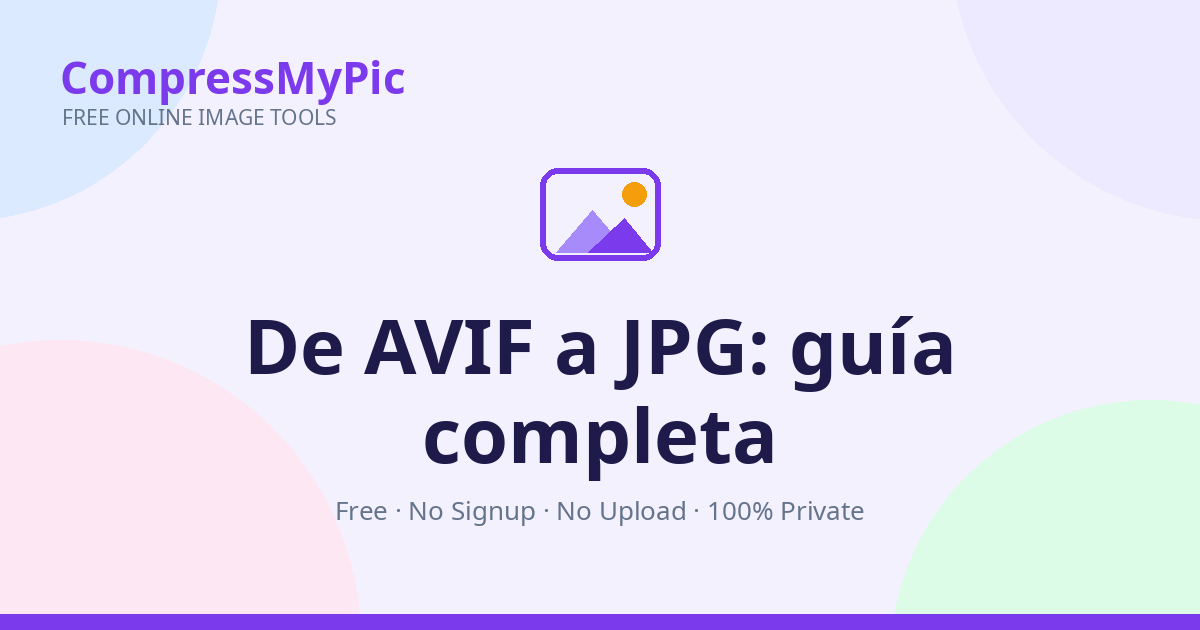 CompressMyPic
FREE ONLINE IMAGE TOOLS
De AVIF a JPG: guía
completa
Free · No Signup · No Upload · 100% Private